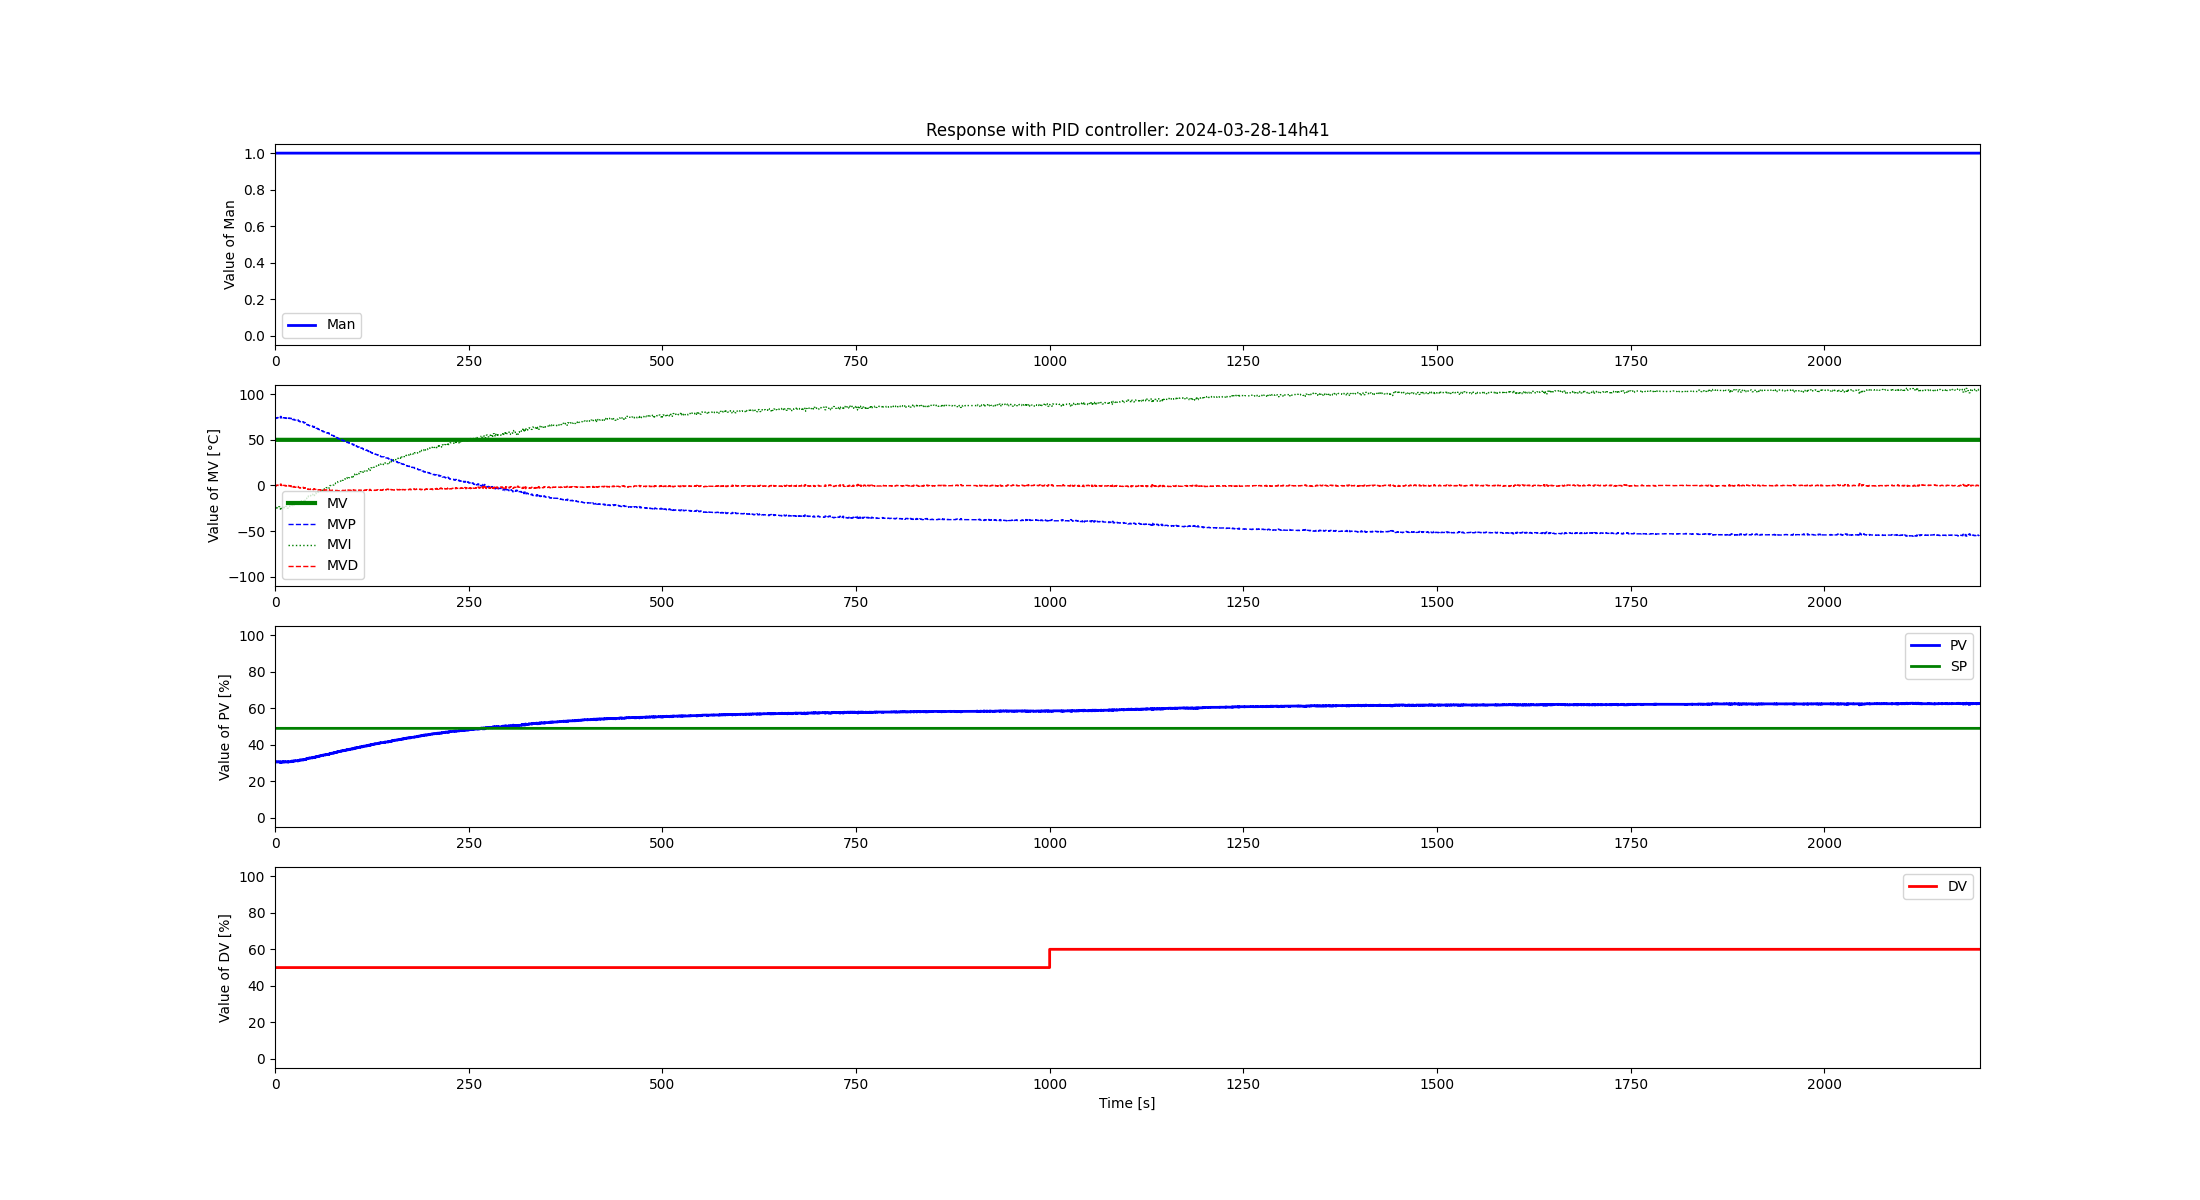 Response with PID controller: 2024-03-28-14h41
1.0
0.8
0.6
0.4
0.2
0.0
Value of Man
Man
0 250 500 750 1000 1250 1500 1750 2000
100
50
0
−50
−100
Value of MV [°C]
MV
MVP
MVI
MVD
0 250 500 750 1000 1250 1500 1750 2000
100
80
60
40
20
0
Value of PV [%]
PV
SP
0 250 500 750 1000 1250 1500 1750 2000
100
80
60
40
20
0
Value of DV [%]
DV
0 250 500 750 1000 1250 1500 1750 2000
Time [s]